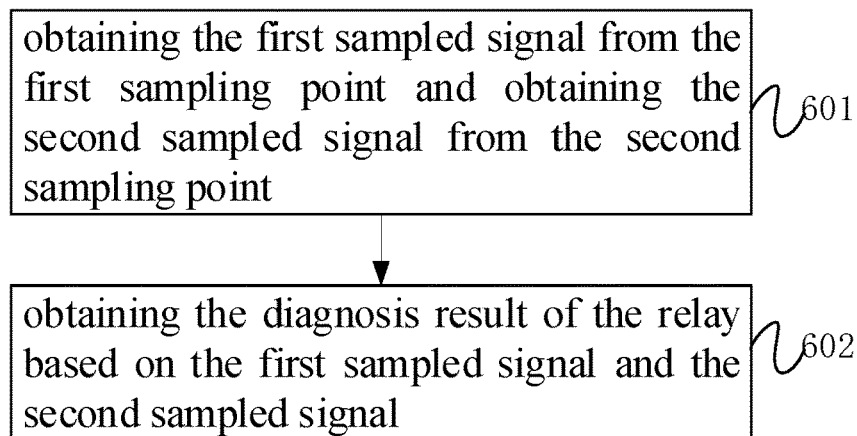 obtaining the first sampled signal from the
first sampling point and obtaining the
second sampled signal from the second
sampling point
601
obtaining the diagnosis result of the relay
based on the first sampled signal and the
second sampled signal
602